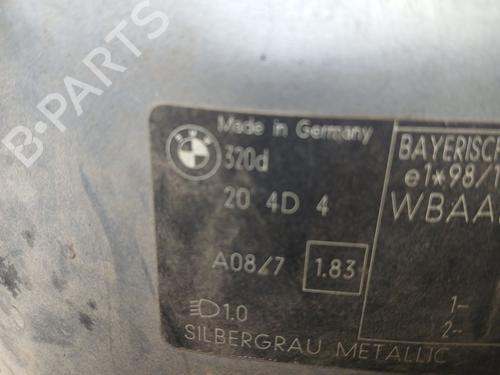 B-PARTS
Made in Germany
320d
20 4D 4
A08/7 1.83
1.0
SILBERGRAU METALLIC
BAYERISCH
e1*98/1
WBAA
1-
2--